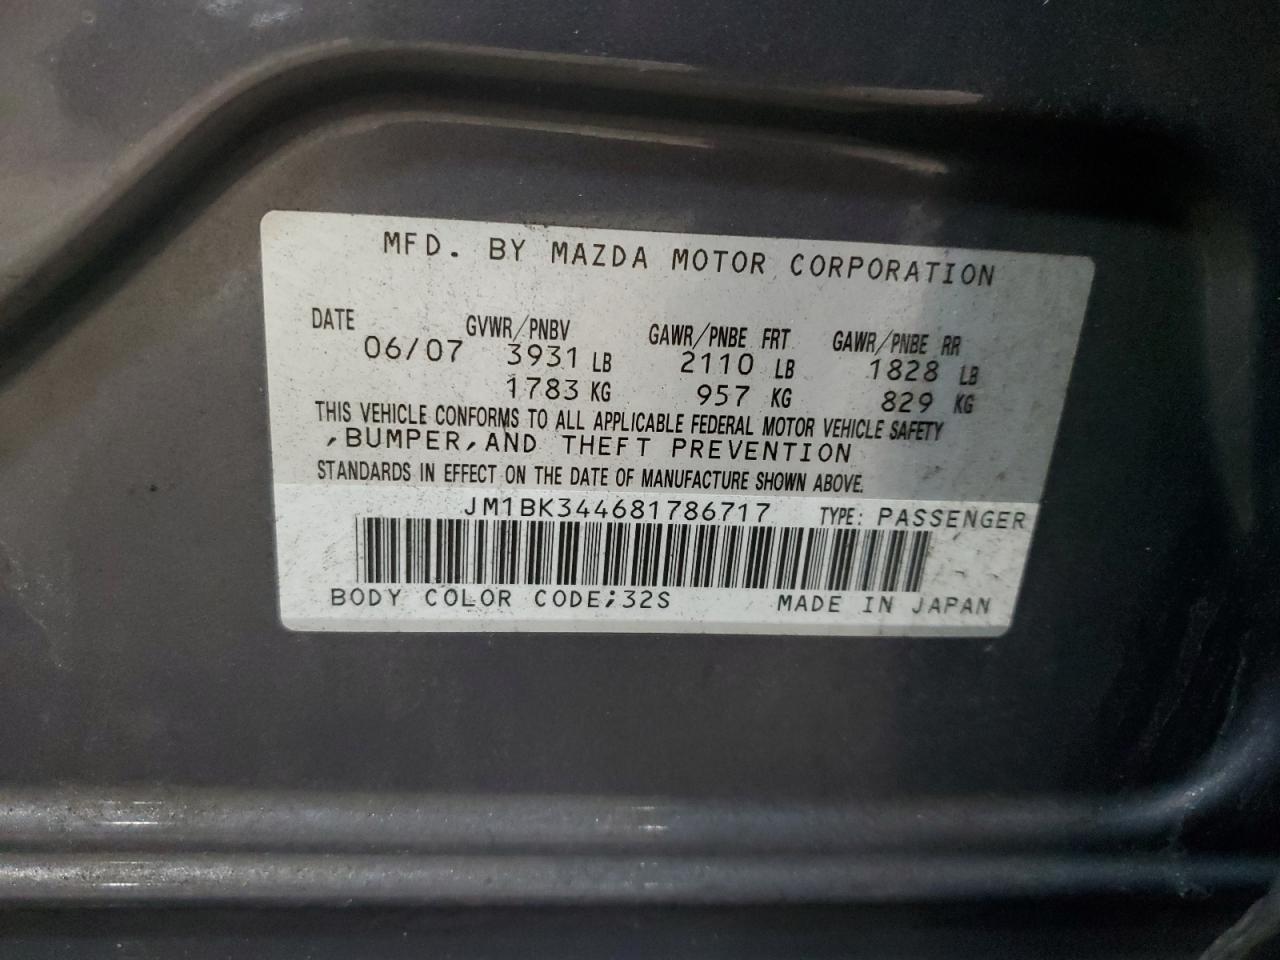 MFD. BY MAZDA MOTOR CORPORATION
DATE GVWR/PNBV GAWR/PNBE FRT GAWR/PNBE RR
06/07 3931 LB 2110 LB 1828 LB
1783 KG 957 KG 829 KG
THIS VEHICLE CONFORMS TO ALL APPLICABLE FEDERAL MOTOR VEHICLE SAFETY
,BUMPER,AND THEFT PREVENTION
STANDARDS IN EFFECT ON THE DATE OF MANUFACTURE SHOWN ABOVE.
JM1BK344681786717 TYPE: PASSENGER
BODY COLOR CODE;32S MADE IN JAPAN